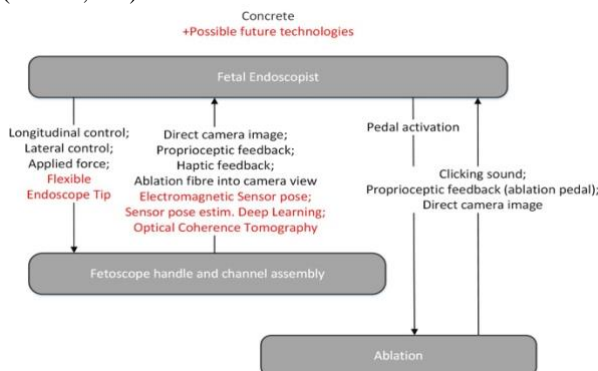 Concrete
+Possible future technologies
Fetal Endoscopist
Longitudinal control;
Lateral control;
Applied force;
Flexible
Endoscope Tip
Direct camera image;
Proprioceptive feedback;
Haptic feedback;
Ablation fibre into camera view
Electromagnetic Sensor pose;
Sensor pose estim. Deep Learning;
Optical Coherence Tomography
Pedal activation
Clicking sound;
Proprioceptive feedback (ablation pedal);
Direct camera image
Fetoscope handle and channel assembly
Ablation